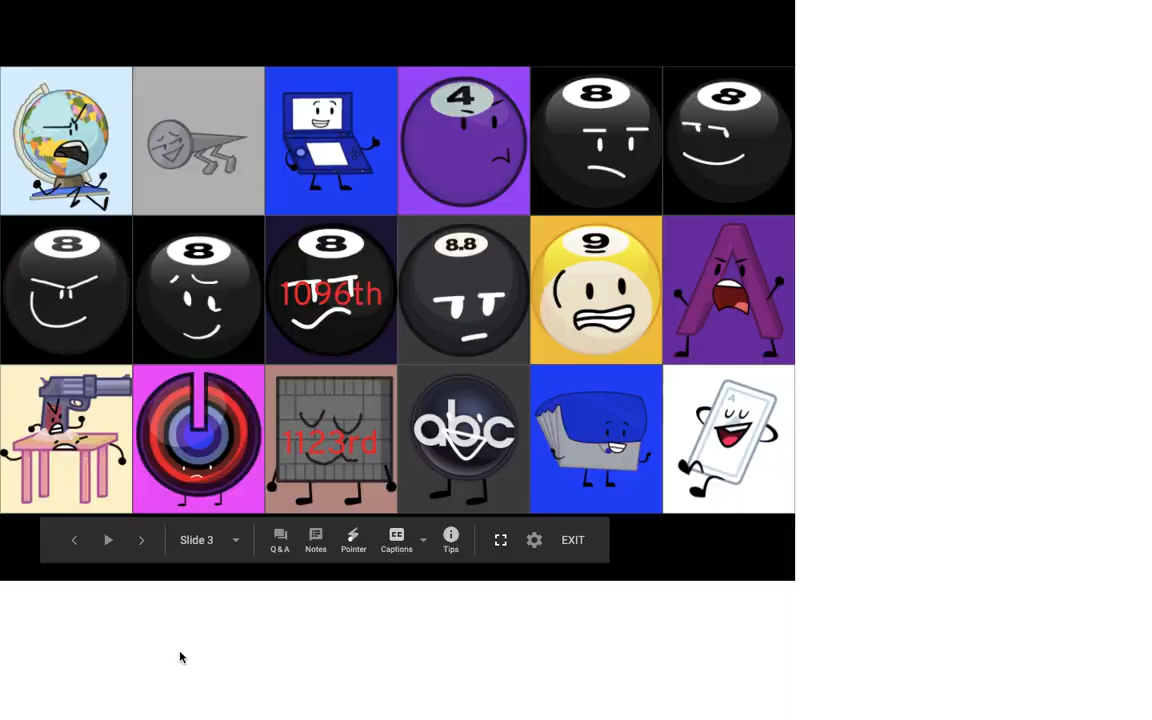 4
8
8
8
8
8
1096th
8.8
9
A
1123rd
abc
A
Slide 3
Q & A
Notes
Pointer
CC
Captions
Tips
EXIT